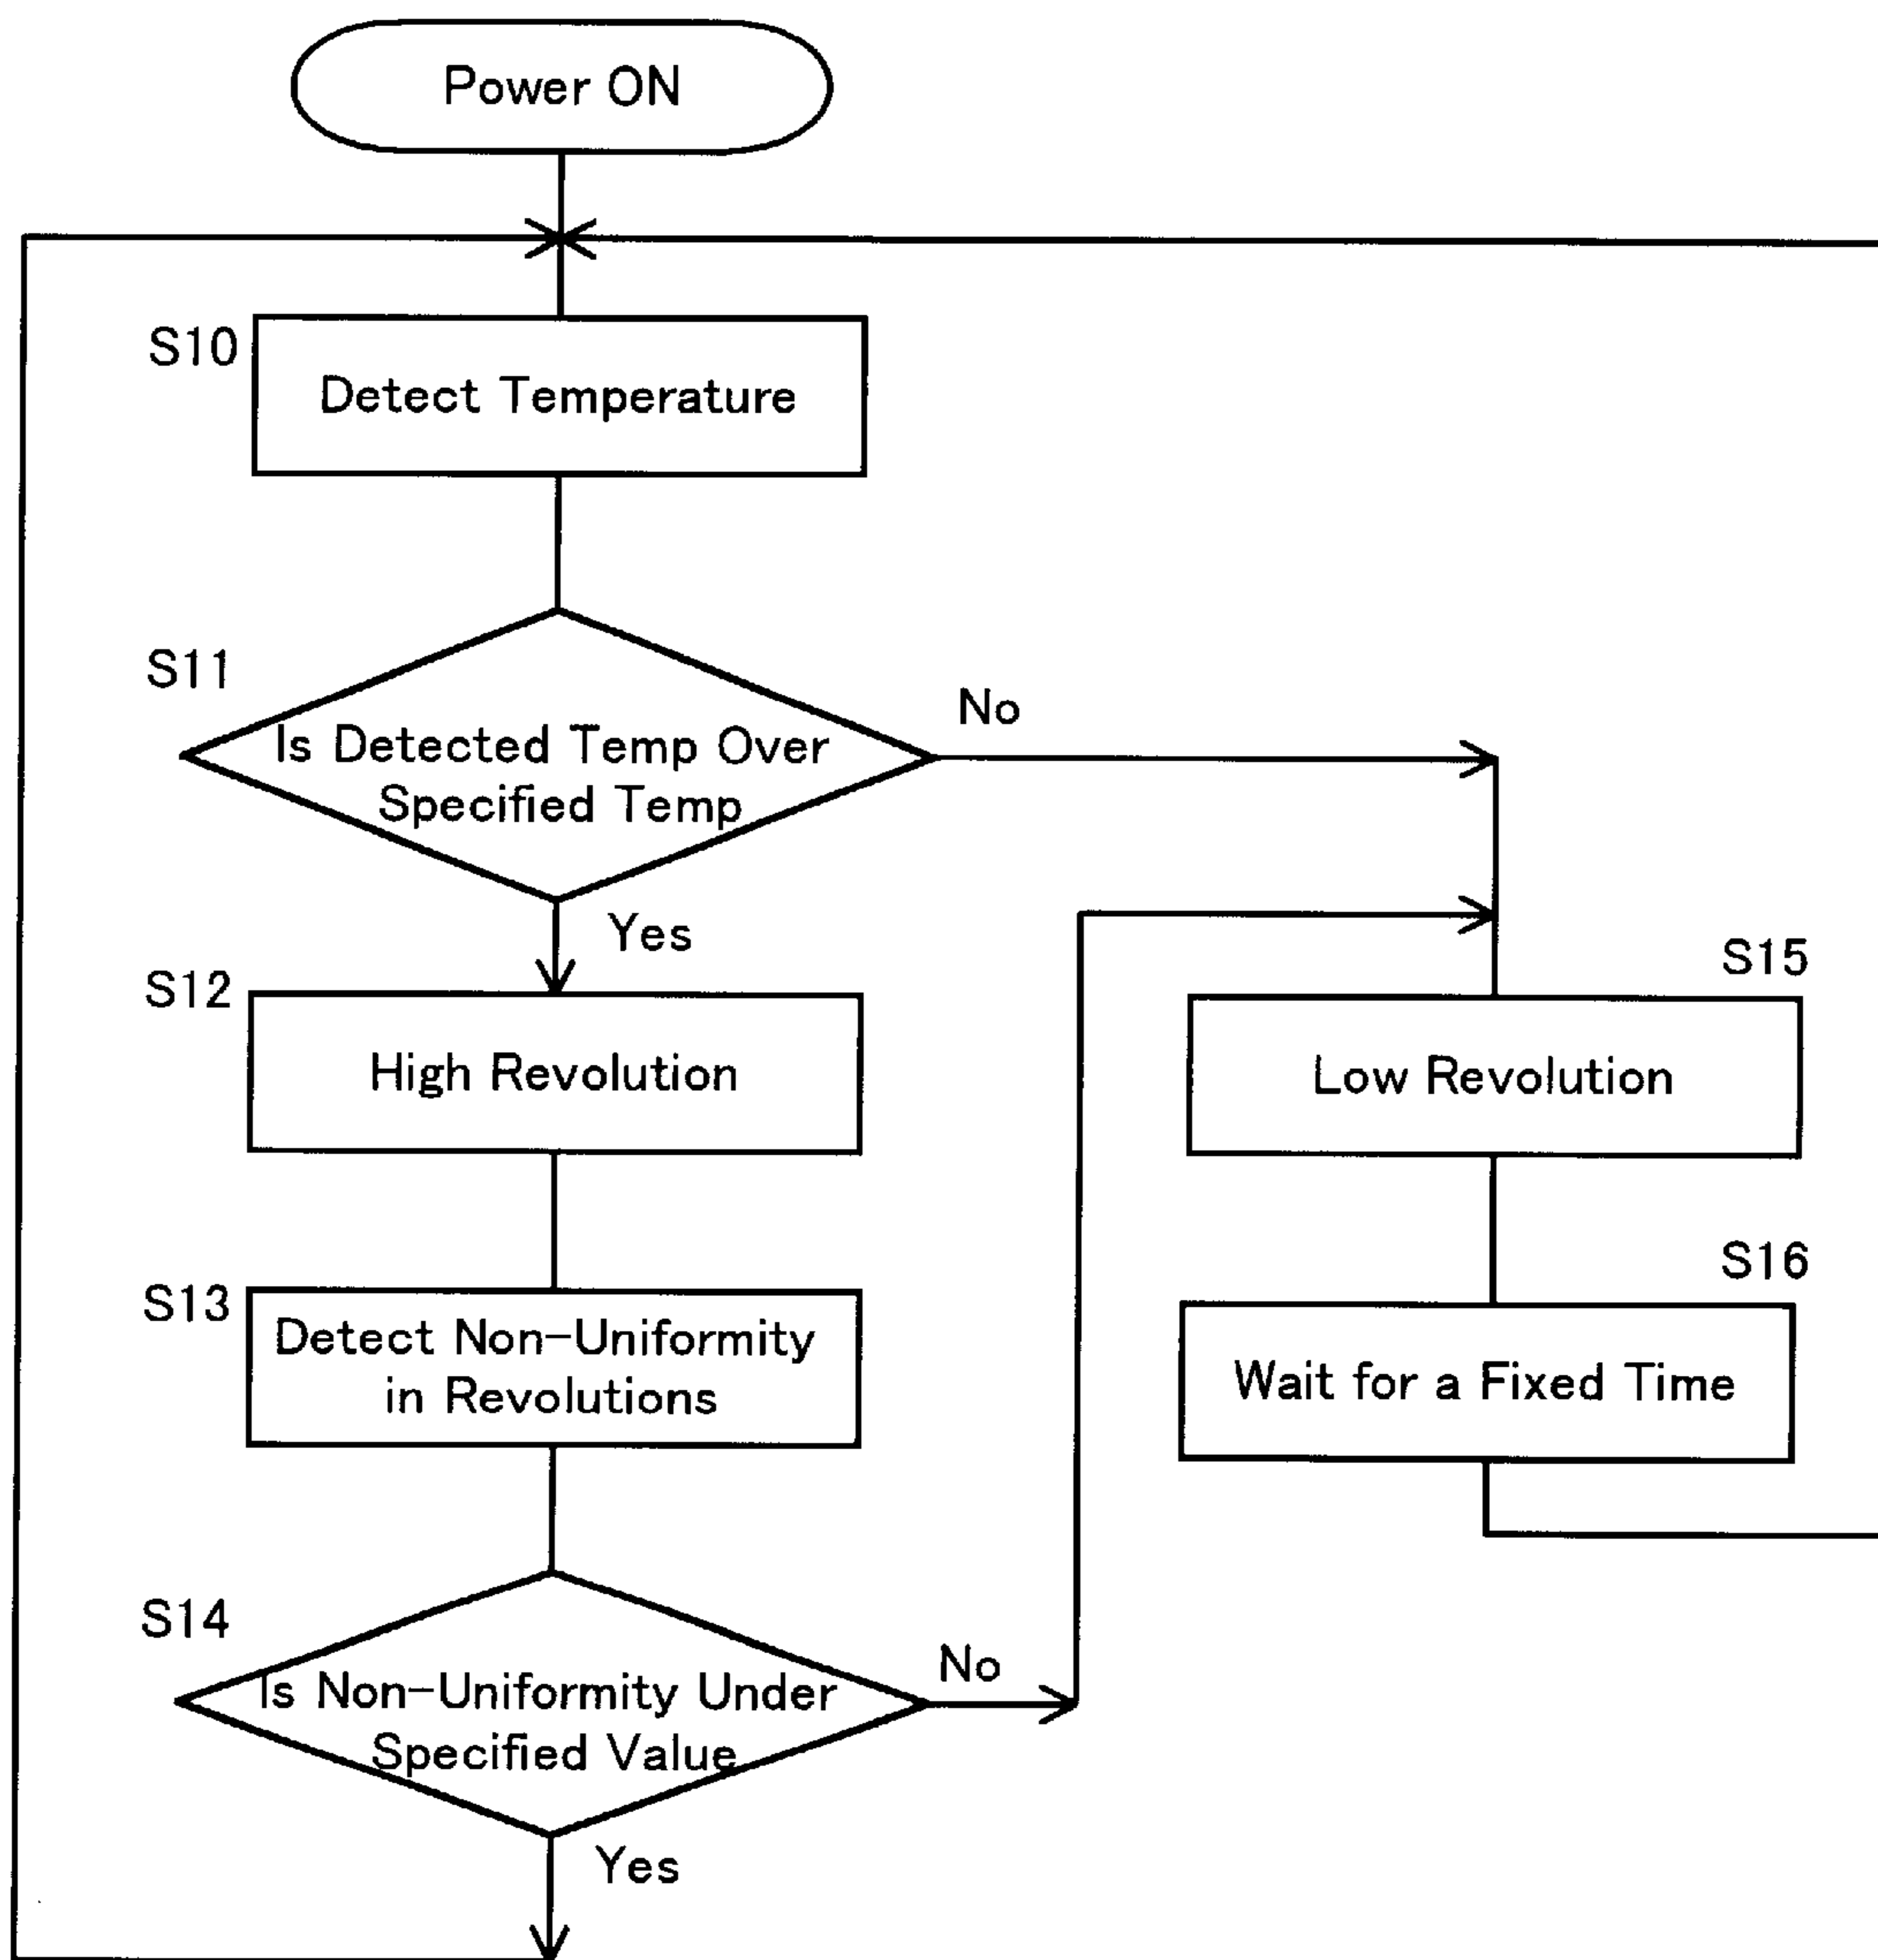 Power ON
S10
Detect Temperature
S11
Is Detected Temp Over
Specified Temp
No
Yes
S12
High Revolution
S15
Low Revolution
S13
Detect Non-Uniformity
in Revolutions
S16
Wait for a Fixed Time
S14
Is Non-Uniformity Under
Specified Value
No
Yes